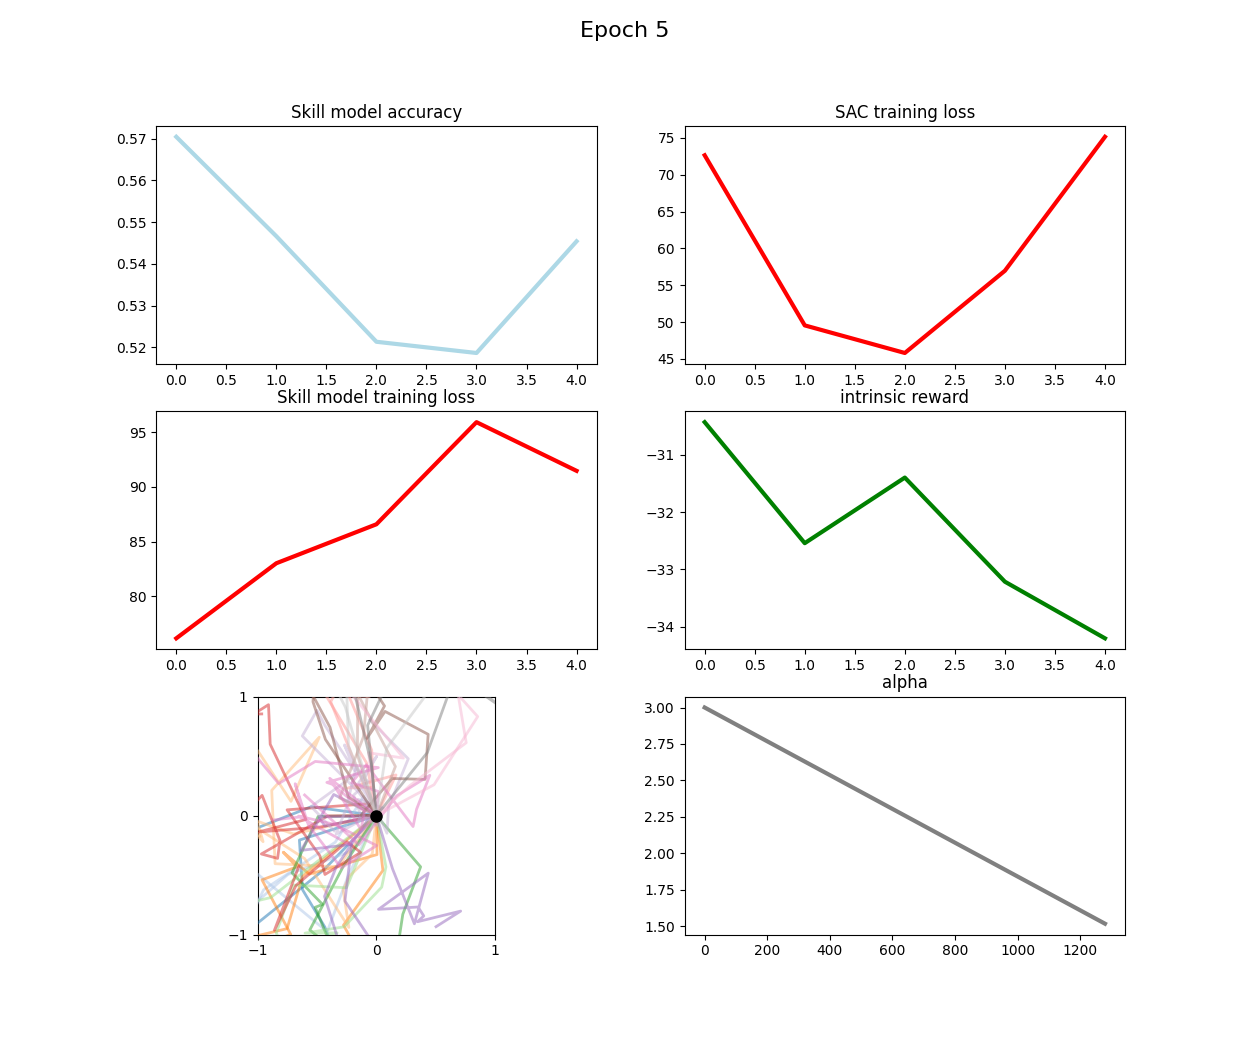 Epoch 5
Skill model accuracy
0.57
0.56
0.55
0.54
0.53
0.52
0.0 0.5 1.0 1.5 2.0 2.5 3.0 3.5 4.0
SAC training loss
75
70
65
60
55
50
45
0.0 0.5 1.0 1.5 2.0 2.5 3.0 3.5 4.0
Skill model training loss
95
90
85
80
0.0 0.5 1.0 1.5 2.0 2.5 3.0 3.5 4.0
intrinsic reward
−31
−32
−33
−34
0.0 0.5 1.0 1.5 2.0 2.5 3.0 3.5 4.0
1
0
−1
−1 0 1
alpha
3.00
2.75
2.50
2.25
2.00
1.75
1.50
0 200 400 600 800 1000 1200